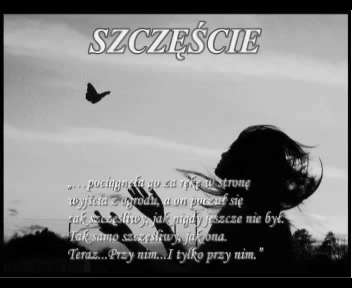 SZCZĘŚCIE
„…pociągnęła go za rękę w stronę
wyjścia z ogrodu, a on poczuł się
tak szczęśliwy, jak nigdy jeszcze nie był.
Tak samo szczęśliwy, jak ona.
Teraz...Przy nim...I tylko przy nim.”